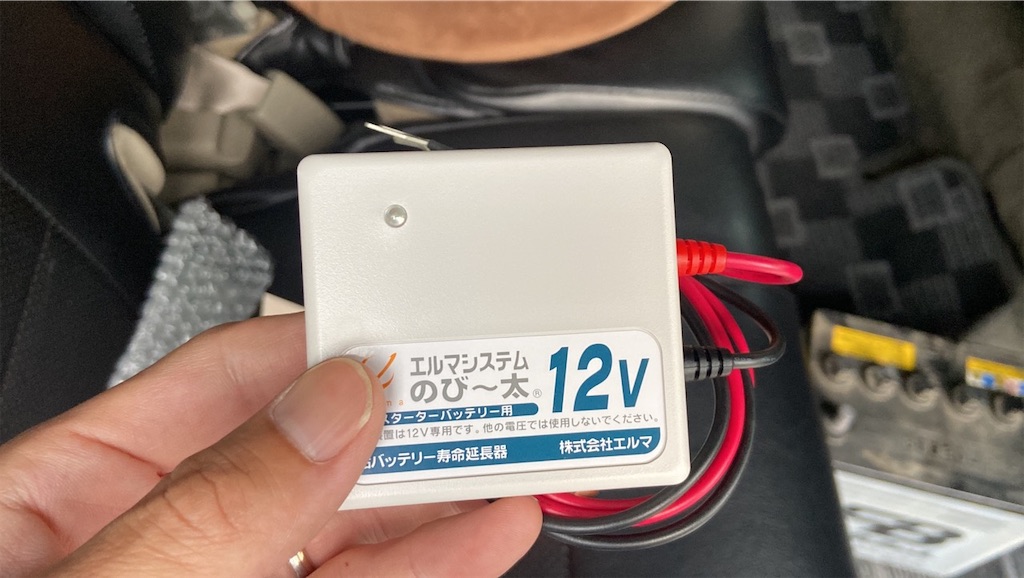 エルマシステム
のび～太® 12V
スターターバッテリー用
装置は12V専用です。他の電圧では使用しないでください。
バッテリー寿命延長器 株式会社エルマ